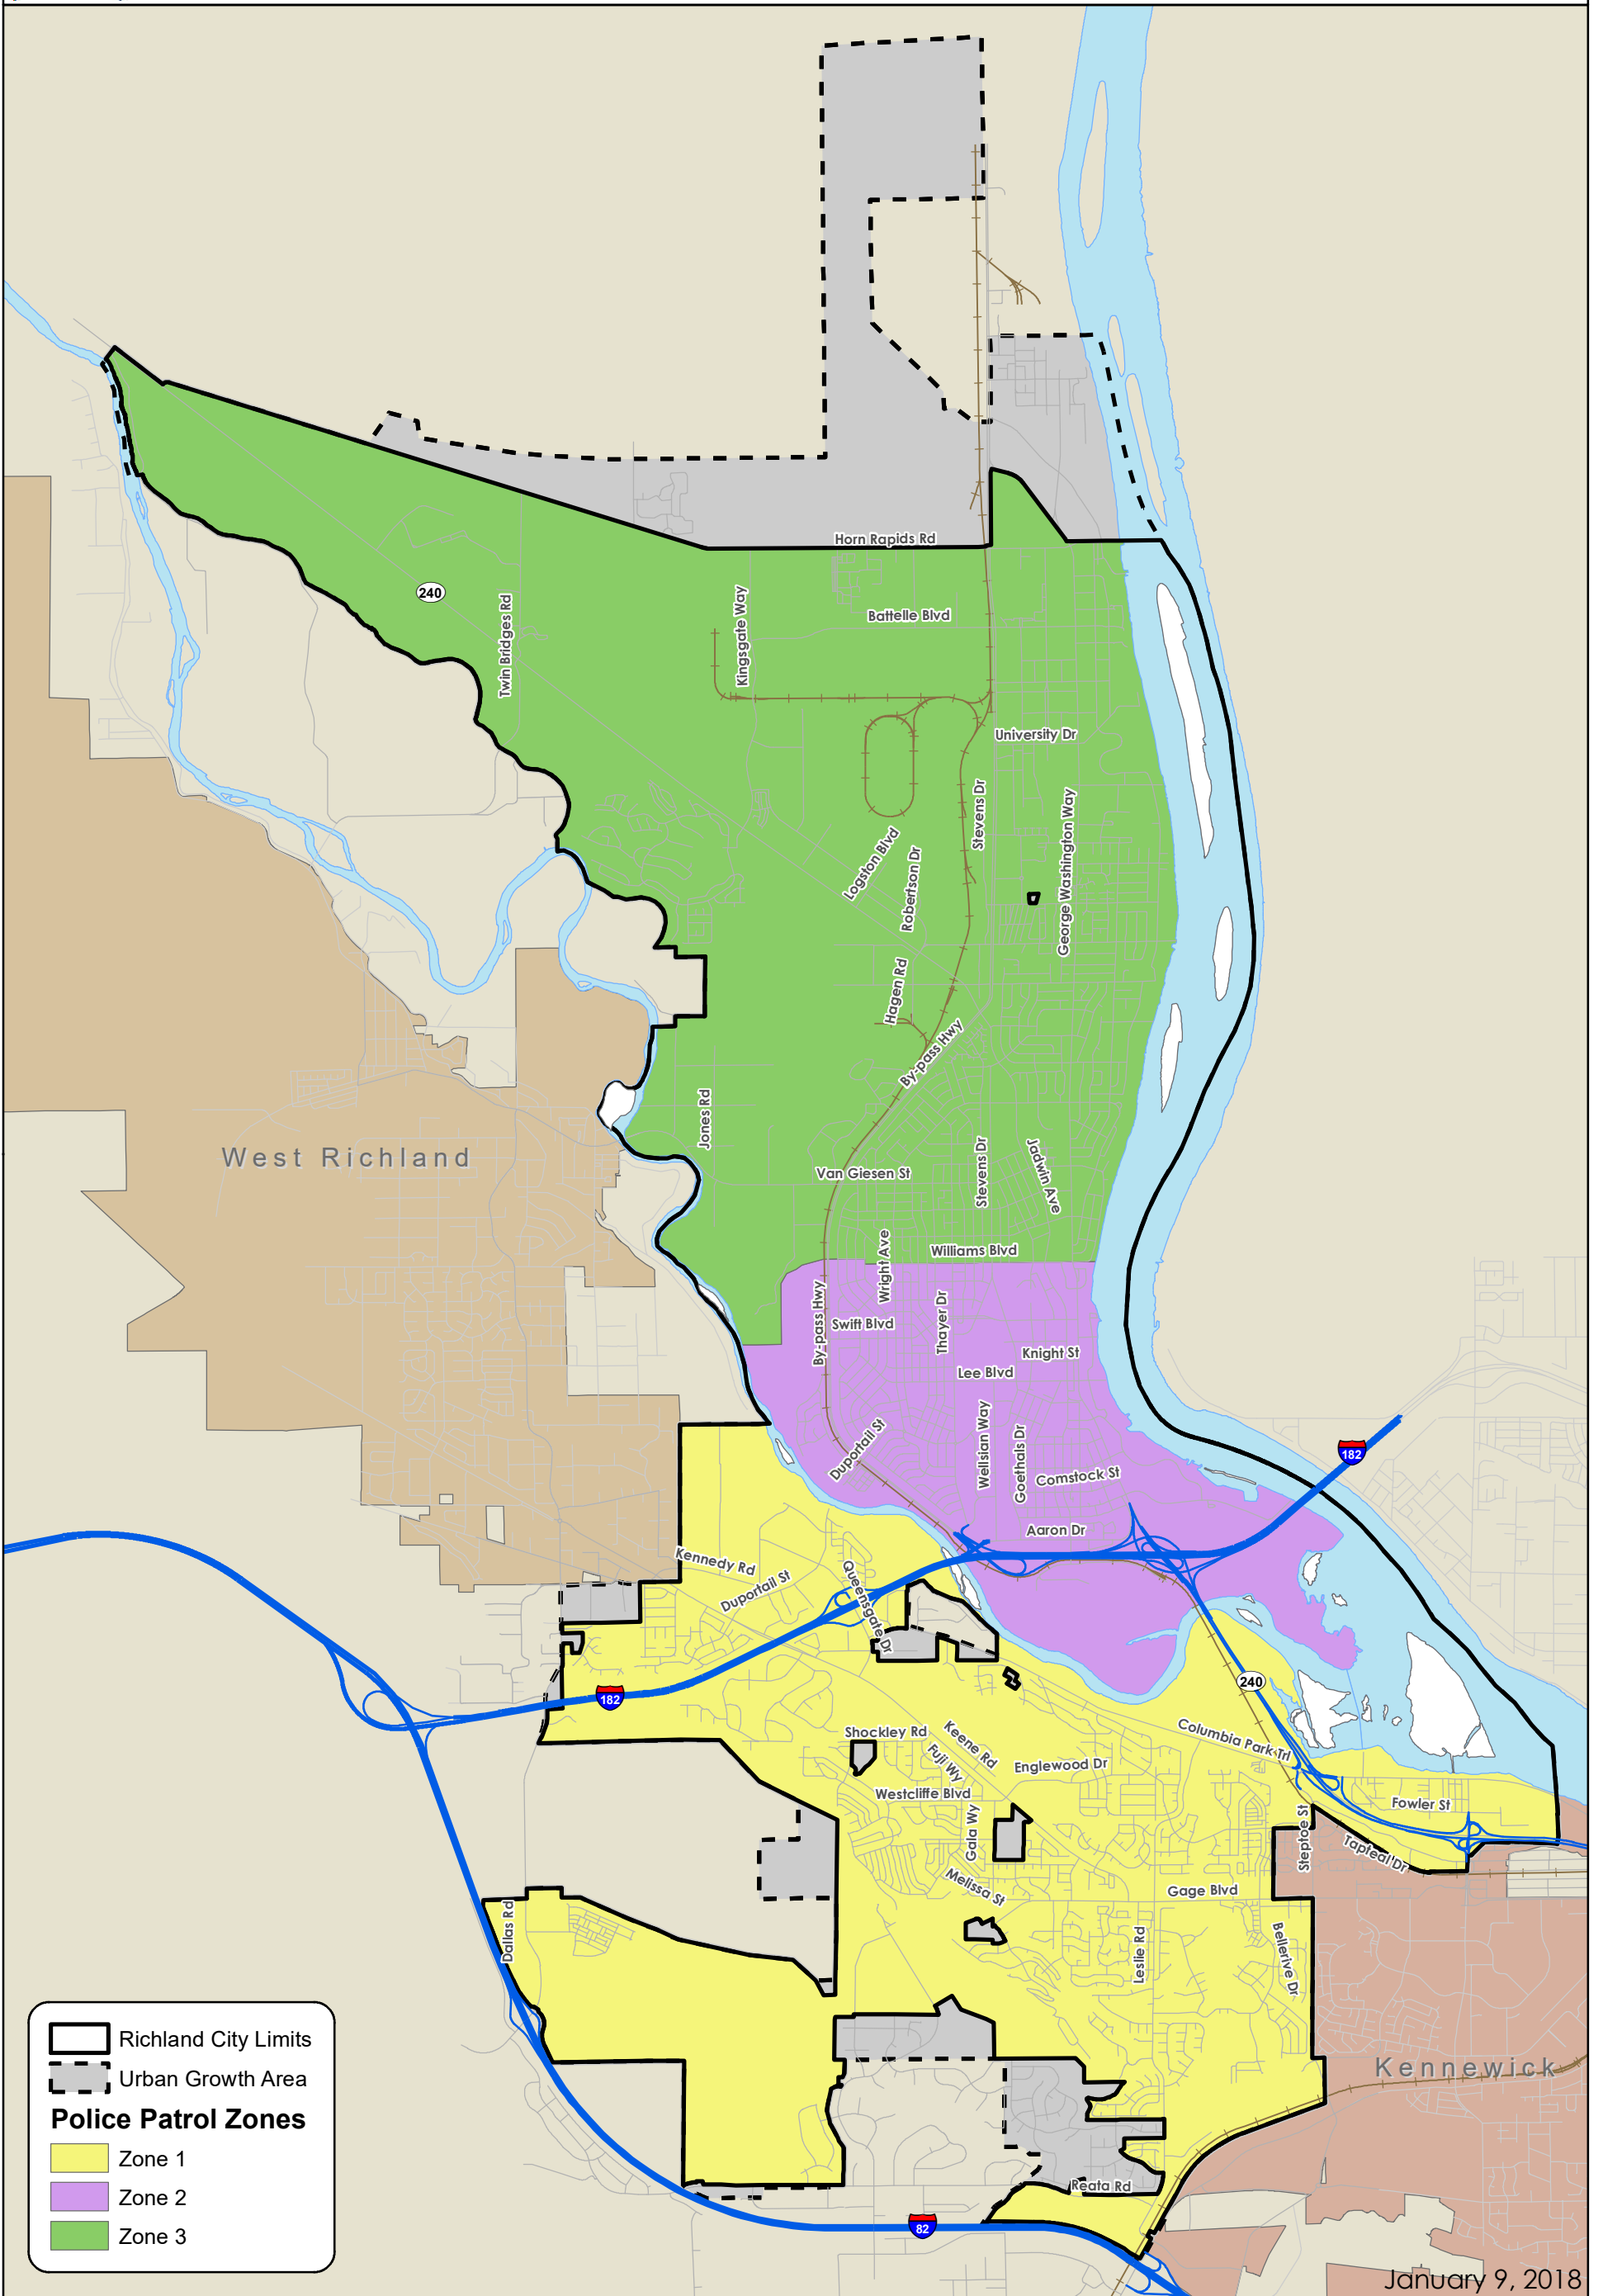 Horn Rapids Rd
240
Twin Bridges Rd
Kingsgate Way
Battelle Blvd
University Dr
Stevens Dr
George Washington Way
Logston Blvd
Robertson Dr
Hagen Rd
By-pass Hwy
Jones Rd
West Richland
Van Giesen St
Stevens Dr
Jadwin Ave
Williams Blvd
Wright Ave
By-pass Hwy
Swift Blvd
Thayer Dr
Knight St
Lee Blvd
Duportail St
Wellsian Way
Goethals Dr
Comstock St
182
Aaron Dr
Kennedy Rd
Duportail St
Queensgate Dr
182
240
Shockley Rd
Keene Rd
Fuji Wy
Columbia Park Trl
Englewood Dr
Westcliffe Blvd
Gala Wy
Fowler St
Steptoe St
Tapteal Dr
Melissa St
Gage Blvd
Dallas Rd
Leslie Rd
Bellerive Dr
Kennewick
Reata Rd
82
Richland City Limits
Urban Growth Area
Police Patrol Zones
Zone 1
Zone 2
Zone 3
January 9, 2018